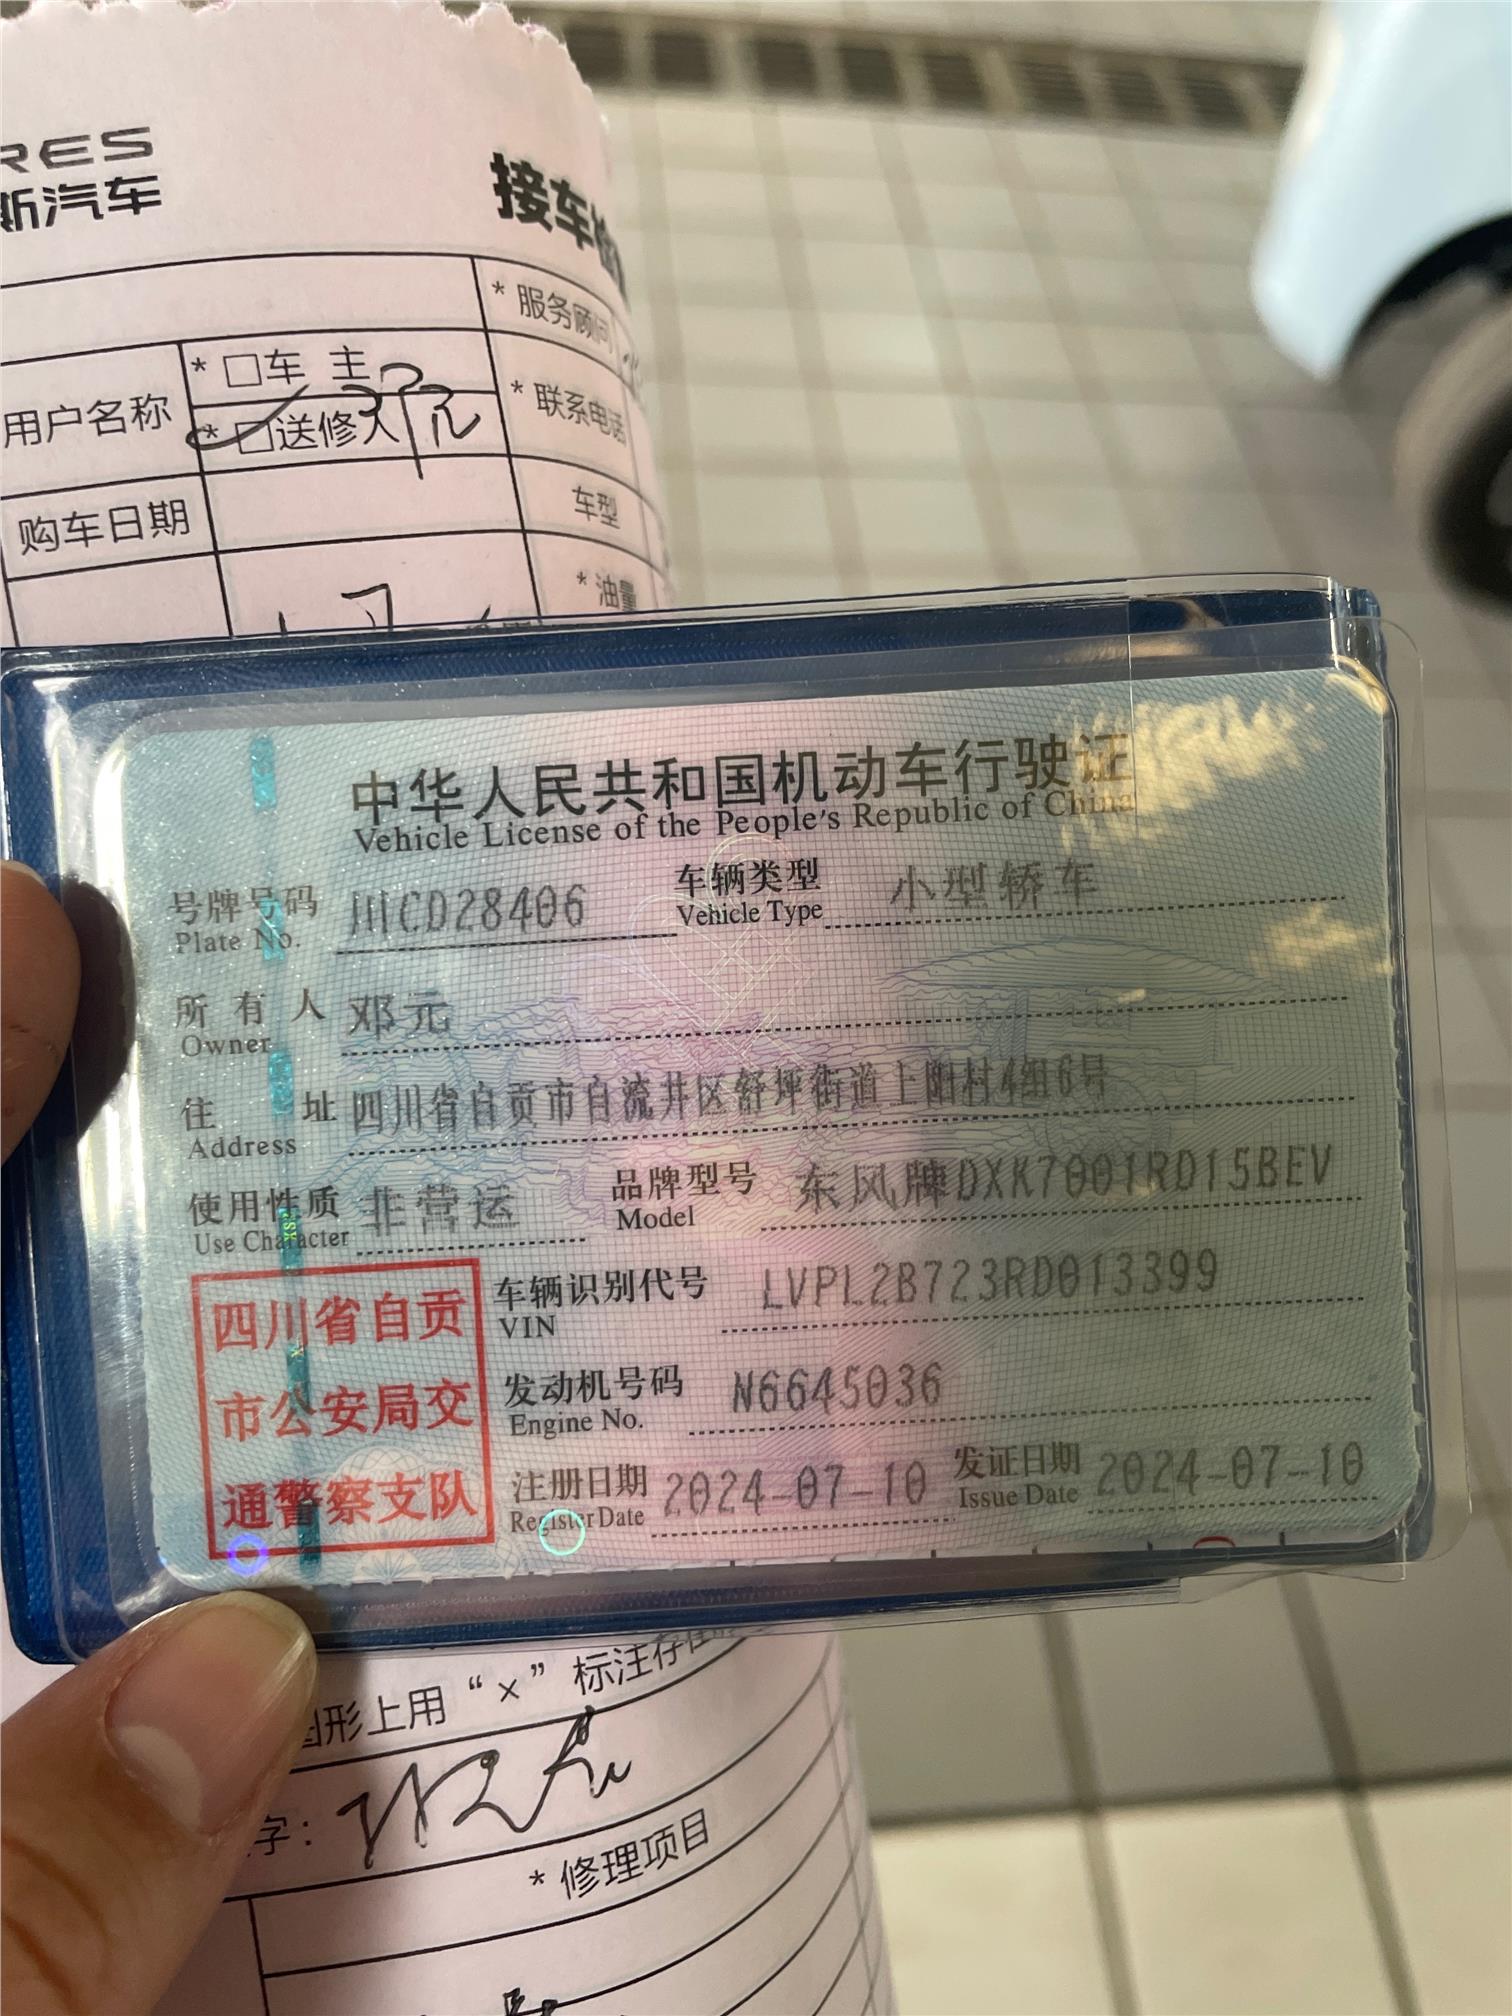 RES
斯汽车
接车检
* 服务顾问
用户名称
* □车 主
* □送修人 邓元
* 联系电话
购车日期
车型
* 油量
中华人民共和国机动车行驶证
Vehicle License of the People's Republic of China
号牌号码 川CD28406 车辆类型 小型轿车
Plate No. Vehicle Type
所有人 邓元
Owner
住址 四川省自贡市自流井区舒坪街道上阳村4组6号
Address
使用性质 非营运 品牌型号 东风牌DXK7001RD15BEV
Use Character Model
四川省自贡
市公安局交
通警察支队
车辆识别代号 LVPL2B723RD013399
VIN
发动机号码 N6645036
Engine No.
注册日期 2024-07-10 发证日期 2024-07-10
Register Date Issue Date
图形上用“×”标注存在
字：
* 修理项目